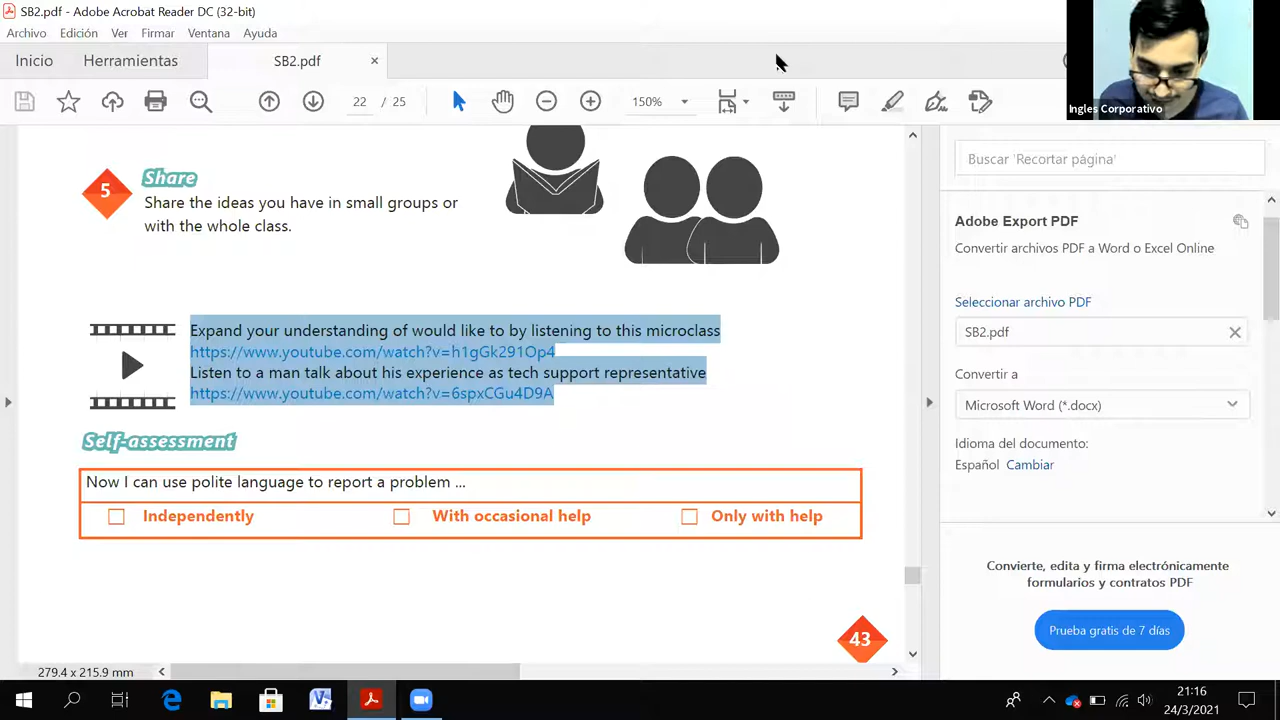 SB2.pdf - Adobe Acrobat Reader DC (32-bit)
Archivo Edición Ver Firmar Ventana Ayuda
Inicio Herramientas SB2.pdf
22 / 25 150%
Ingles Corporativo
5 Share
Share the ideas you have in small groups or
with the whole class.
Expand your understanding of would like to by listening to this microclass
https://www.youtube.com/watch?v=h1gGk291Op4
Listen to a man talk about his experience as tech support representative
https://www.youtube.com/watch?v=6spxCGu4D9A
Self-assessment
Now I can use polite language to report a problem ...
Independently With occasional help Only with help
43
279.4 x 215.9 mm
Buscar 'Recortar página'
Adobe Export PDF
Convertir archivos PDF a Word o Excel Online
Seleccionar archivo PDF
SB2.pdf
Convertir a
Microsoft Word (*.docx)
Idioma del documento:
Español Cambiar
Convierte, edita y firma electrónicamente
formularios y contratos PDF
Prueba gratis de 7 días
21:16
24/3/2021